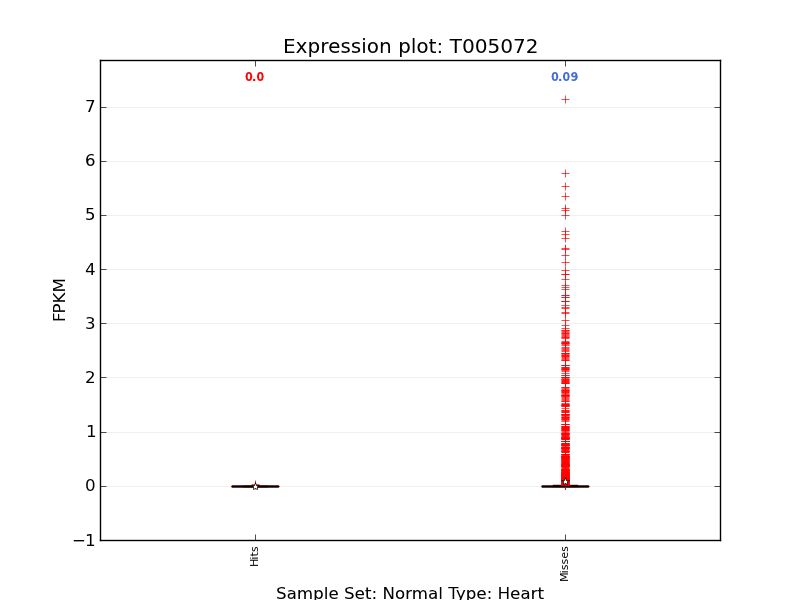 Expression plot: T005072
0.0
0.09
7
6
5
4
3
2
1
0
−1
FPKM
Hits
Misses
Sample Set: Normal Type: Heart